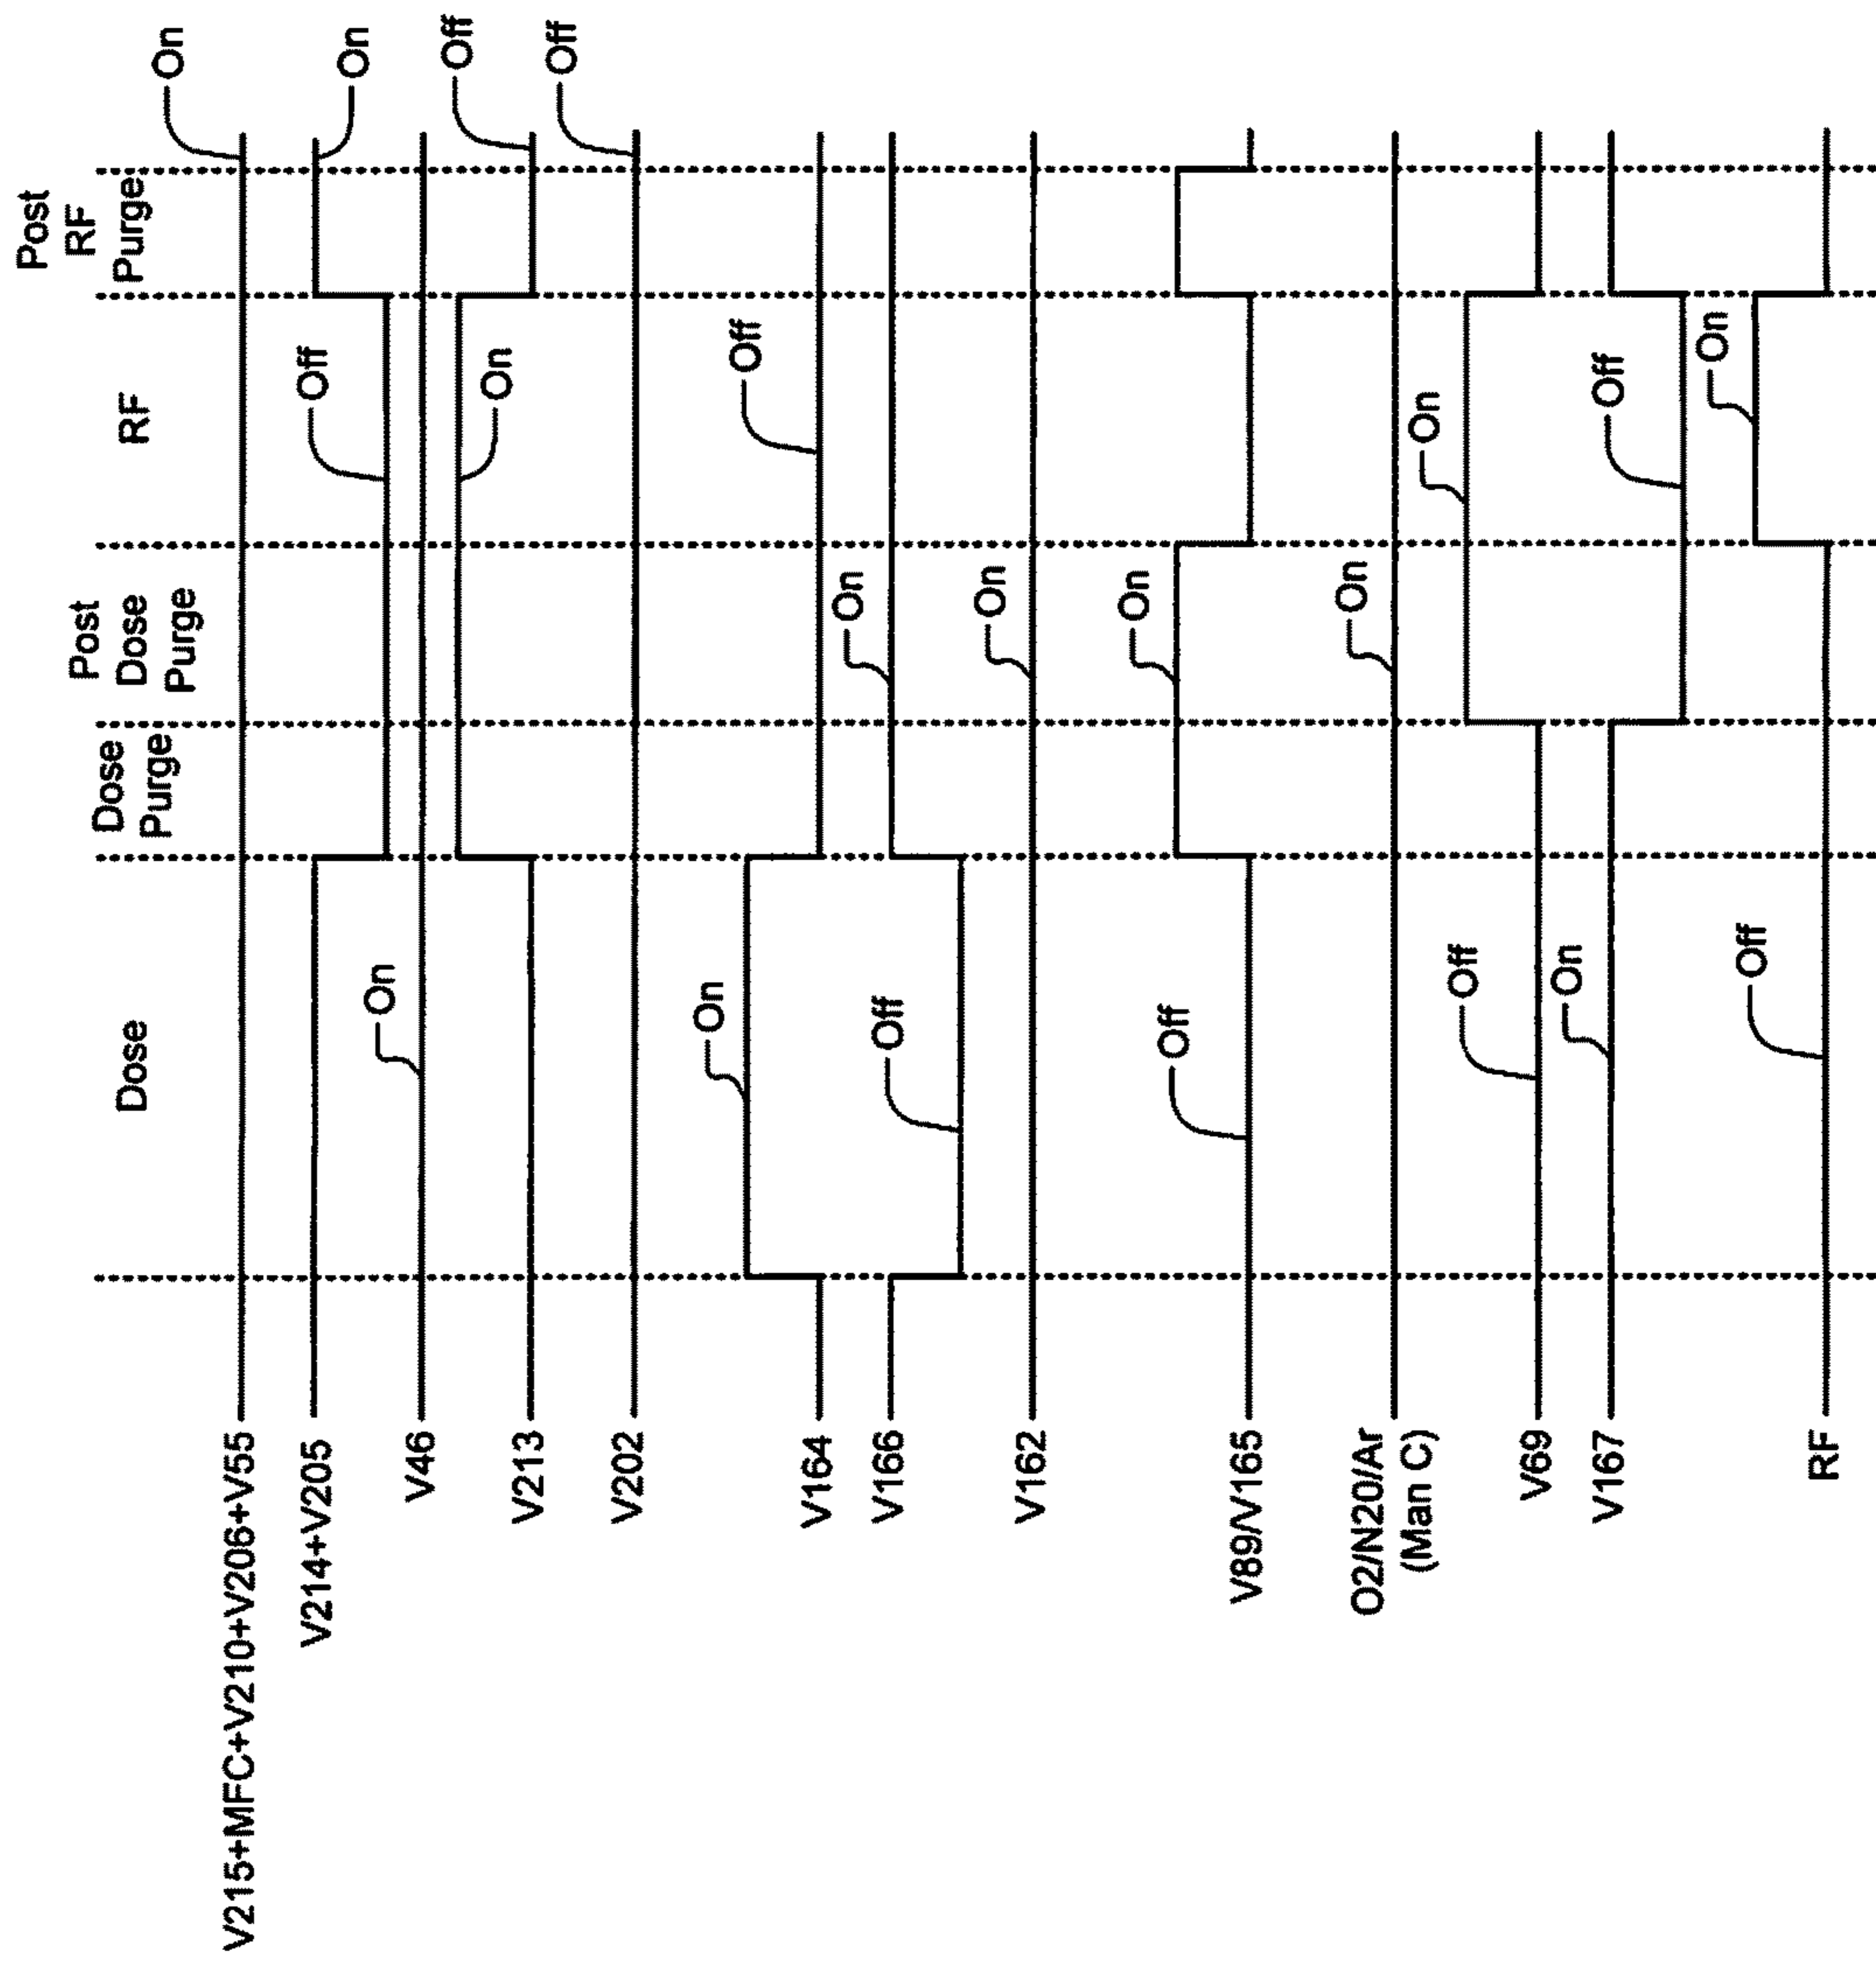 Dose
Dose
Purge
Post
Dose
Purge
RF
Post
RF
Purge
V215+MFC+V210+V206+V55
On
V214+V205
Off
On
V46
On
V213
On
Off
V202
Off
V164
On
Off
V166
Off
On
V162
On
V89/V165
Off
On
O2/N20/Ar
(Man C)
On
V69
Off
On
V167
On
Off
RF
Off
On